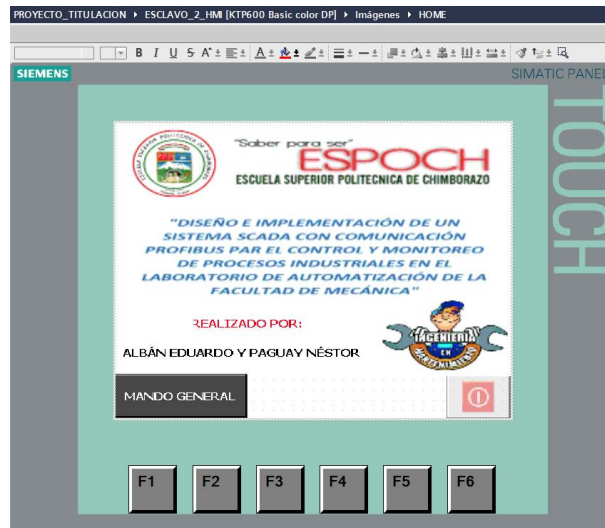 PROYECTO_TITULACION ▸ ESCLAVO_2_HMI [KTP600 Basic color DP] ▸ Imágenes ▸ HOME
B I U S A
SIEMENS
SIMATIC PANEL
TOUCH
"Saber para ser"
ESPOCH
ESCUELA SUPERIOR POLITECNICA DE CHIMBORAZO
"DISEÑO E IMPLEMENTACIÓN DE UN
SISTEMA SCADA CON COMUNICACIÓN
PROFIBUS PAR EL CONTROL Y MONITOREO
DE PROCESOS INDUSTRIALES EN EL
LABORATORIO DE AUTOMATIZACIÓN DE LA
FACULTAD DE MECÁNICA"
REALIZADO POR:
INGENIERIA
EN
MANTENIMIENTO
ALBÁN EDUARDO Y PAGUAY NÉSTOR
MANDO GENERAL
F1 F2 F3 F4 F5 F6